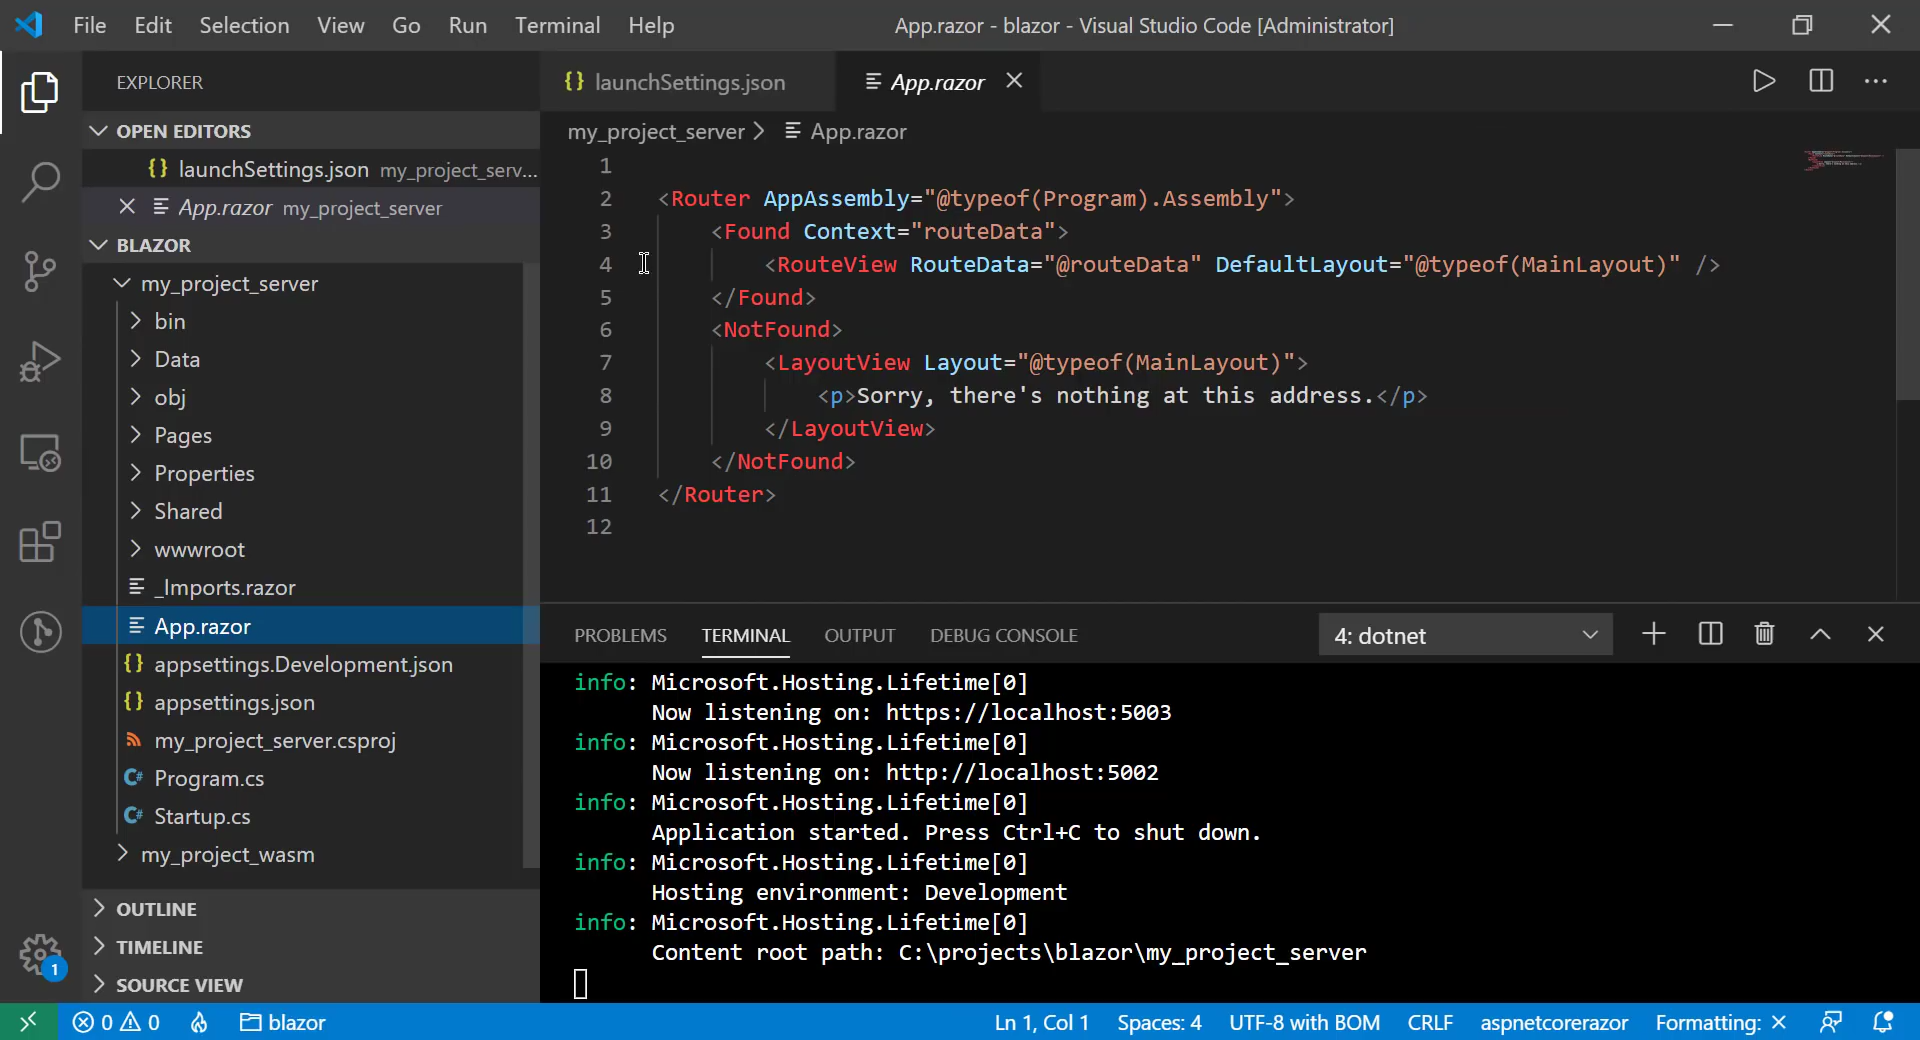 File Edit Selection View Go Run Terminal Help App.razor - blazor - Visual Studio Code [Administrator]
EXPLORER
OPEN EDITORS
launchSettings.json my_project_serv...
App.razor my_project_server
BLAZOR
my_project_server
bin
Data
obj
Pages
Properties
Shared
wwwroot
_Imports.razor
App.razor
appsettings.Development.json
appsettings.json
my_project_server.csproj
Program.cs
Startup.cs
my_project_wasm
OUTLINE
TIMELINE
SOURCE VIEW
1
launchSettings.json App.razor
my_project_server > App.razor
1
2 <Router AppAssembly="@typeof(Program).Assembly">
3 <Found Context="routeData">
4 <RouteView RouteData="@routeData" DefaultLayout="@typeof(MainLayout)" />
5 </Found>
6 <NotFound>
7 <LayoutView Layout="@typeof(MainLayout)">
8 <p>Sorry, there's nothing at this address.</p>
9 </LayoutView>
10 </NotFound>
11 </Router>
12
PROBLEMS TERMINAL OUTPUT DEBUG CONSOLE 4: dotnet
info: Microsoft.Hosting.Lifetime[0]
Now listening on: https://localhost:5003
info: Microsoft.Hosting.Lifetime[0]
Now listening on: http://localhost:5002
info: Microsoft.Hosting.Lifetime[0]
Application started. Press Ctrl+C to shut down.
info: Microsoft.Hosting.Lifetime[0]
Hosting environment: Development
info: Microsoft.Hosting.Lifetime[0]
Content root path: C:\projects\blazor\my_project_server
0 0 blazor Ln 1, Col 1 Spaces: 4 UTF-8 with BOM CRLF aspnetcorerazor Formatting: ×